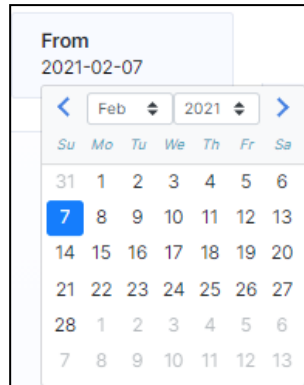 From
2021-02-07
Feb 2021
Su Mo Tu We Th Fr Sa
31 1 2 3 4 5 6
7 8 9 10 11 12 13
14 15 16 17 18 19 20
21 22 23 24 25 26 27
28 1 2 3 4 5 6
7 8 9 10 11 12 13